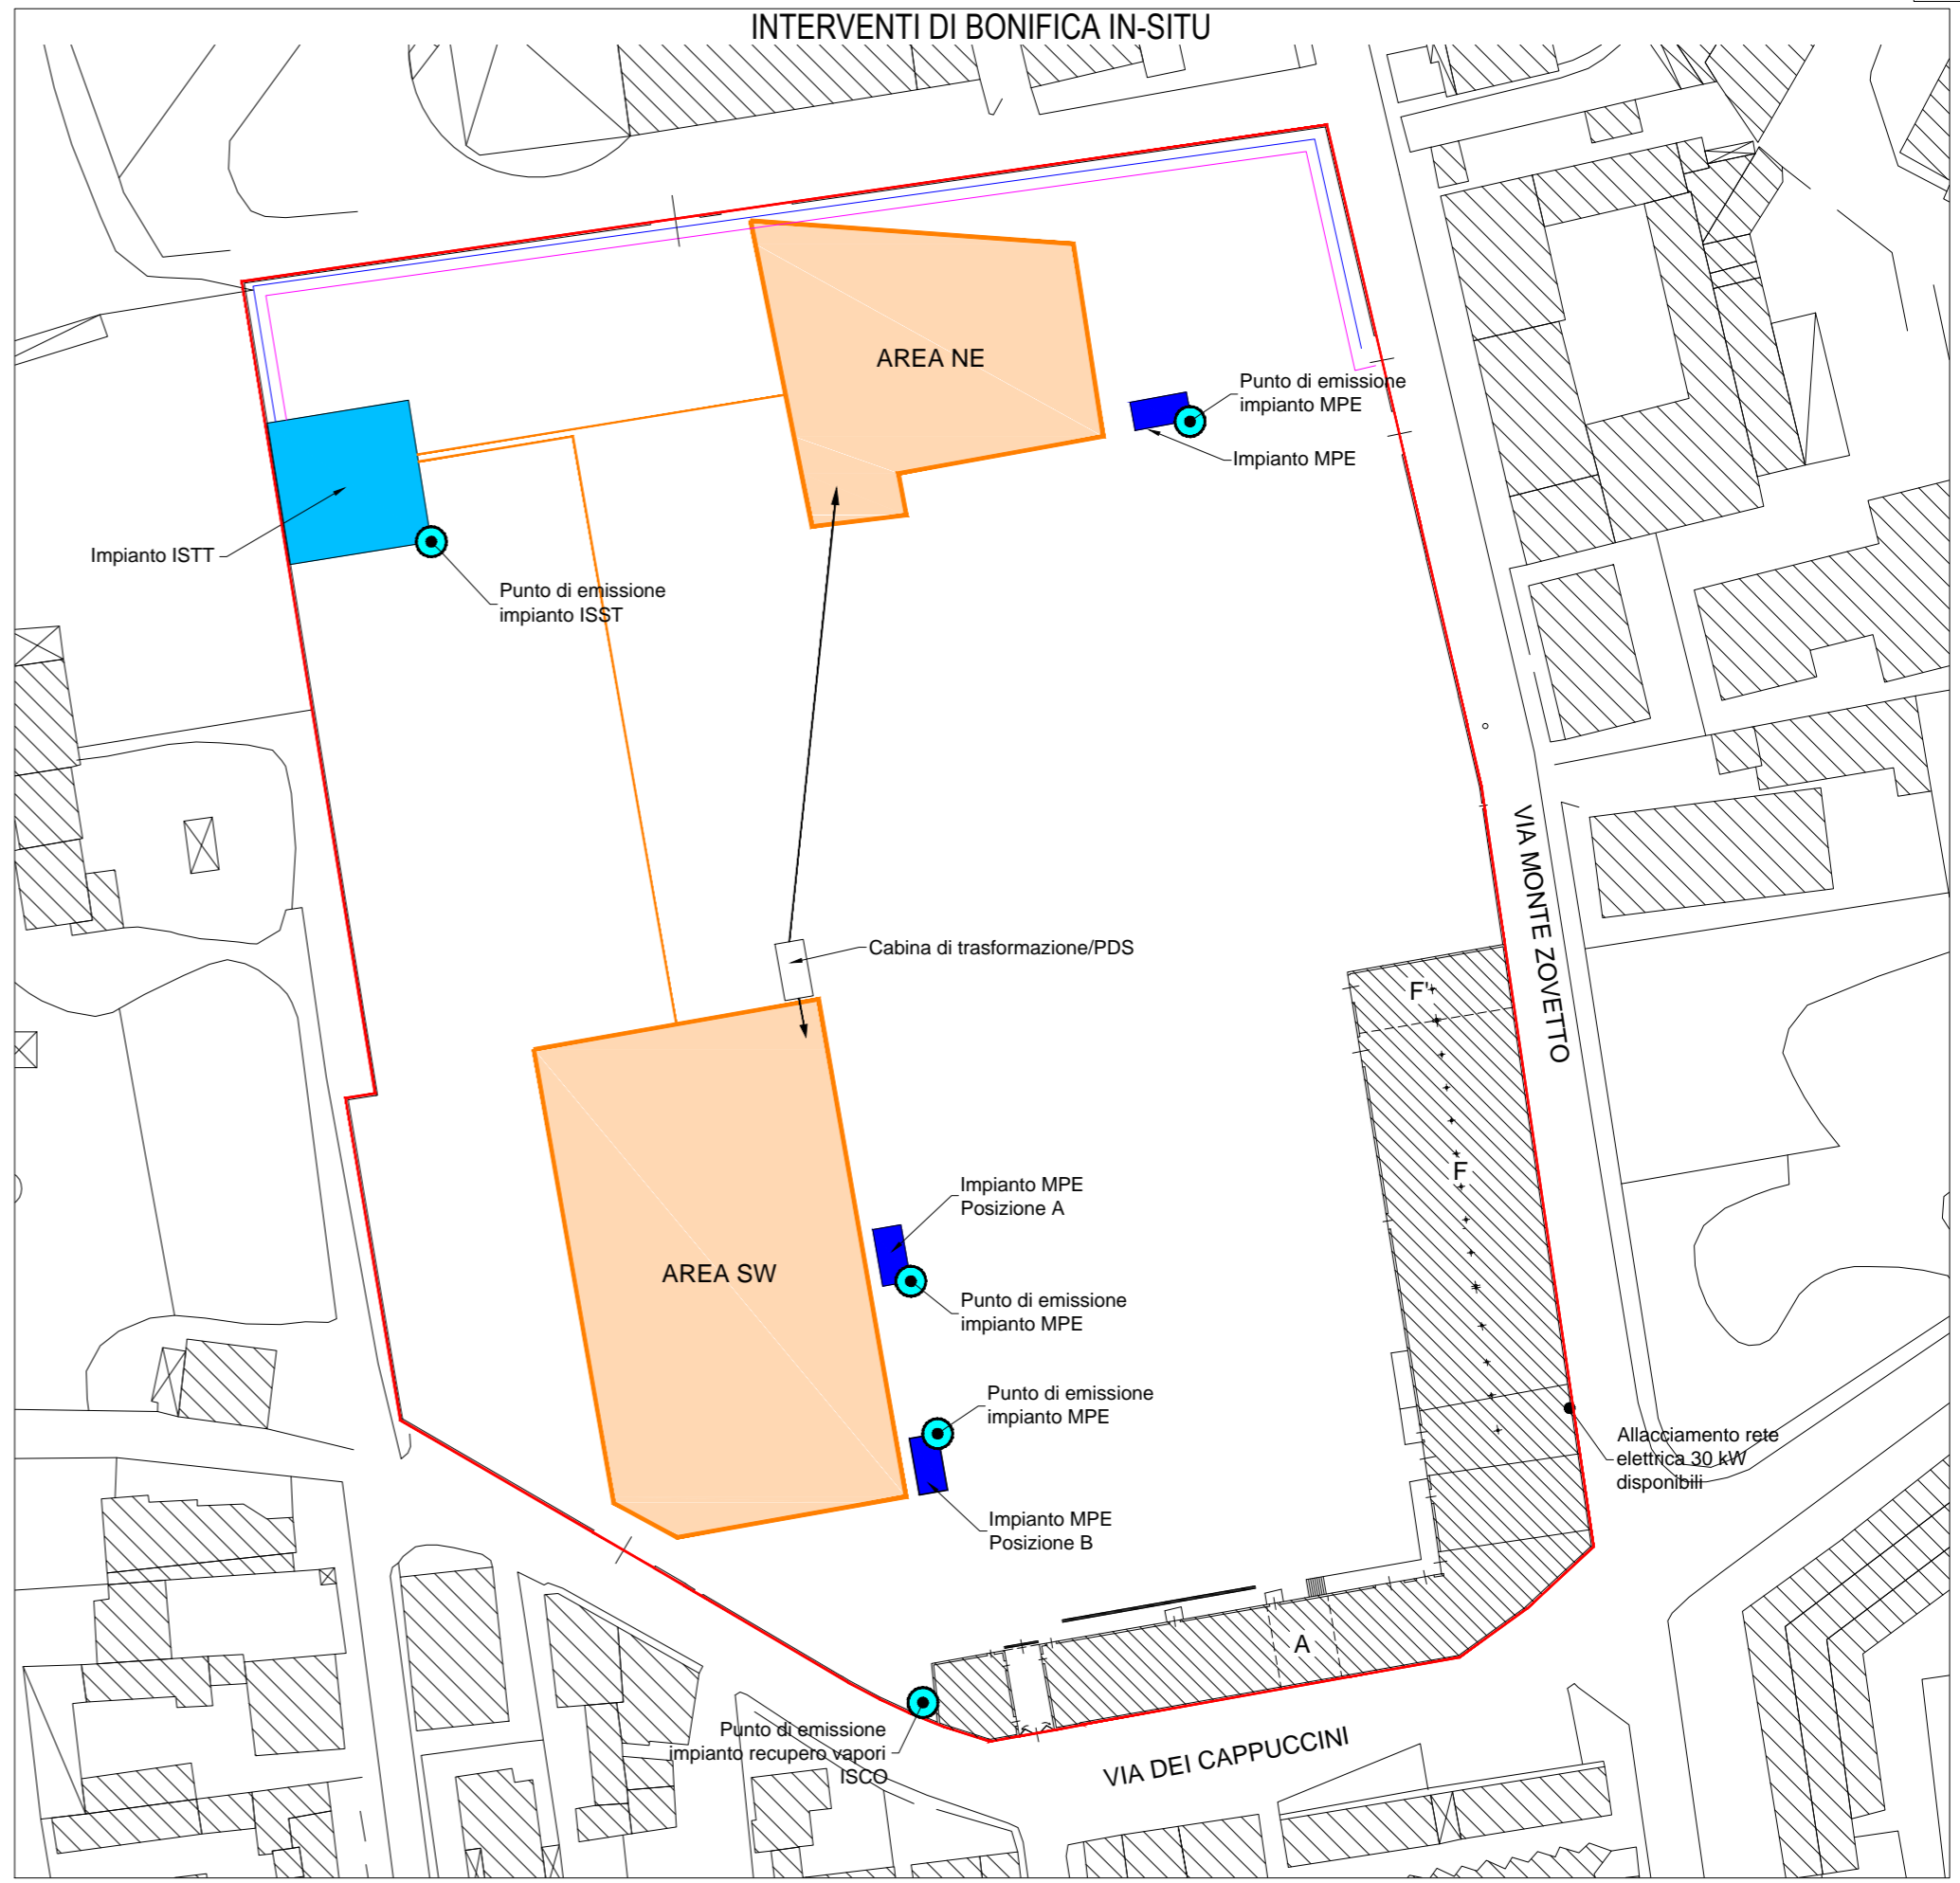 INTERVENTI DI BONIFICA IN-SITU
AREA NE
Punto di emissione
impianto MPE
Impianto MPE
Impianto ISTT
Punto di emissione
impianto ISST
Cabina di trasformazione/PDS
VIA MONTE ZOVETTO
F'
F
Impianto MPE
Posizione A
AREA SW
Punto di emissione
impianto MPE
Punto di emissione
impianto MPE
Allacciamento rete
elettrica 30 kW
disponibili
Impianto MPE
Posizione B
A
Punto di emissione
impianto recupero vapori
ISCO
VIA DEI CAPPUCCINI